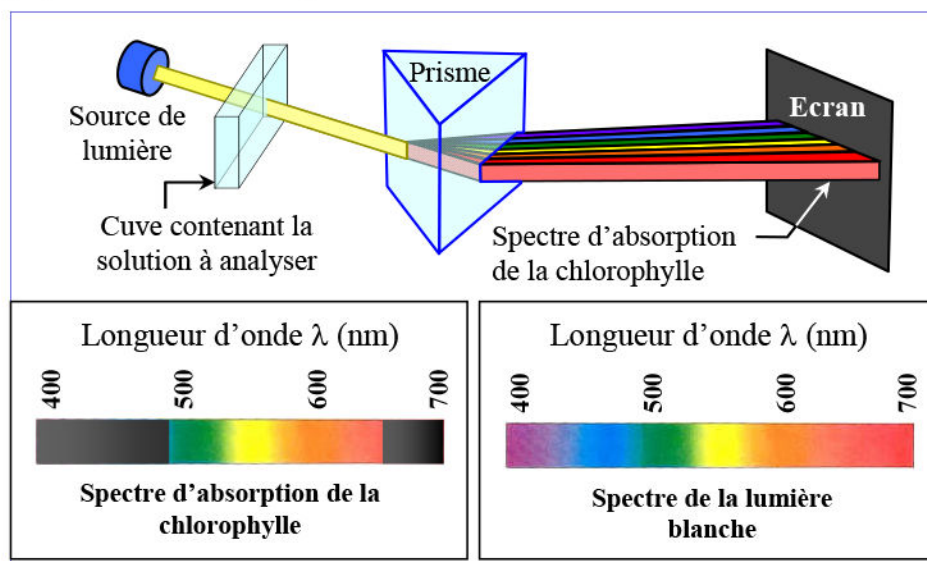 Prisme
Ecran
Source de
lumière
Cuve contenant la
solution à analyser
Spectre d’absorption
de la chlorophylle
Longueur d’onde λ (nm)
400 500 600 700
Spectre d’absorption de la
chlorophylle
Longueur d’onde λ (nm)
400 500 600 700
Spectre de la lumière
blanche